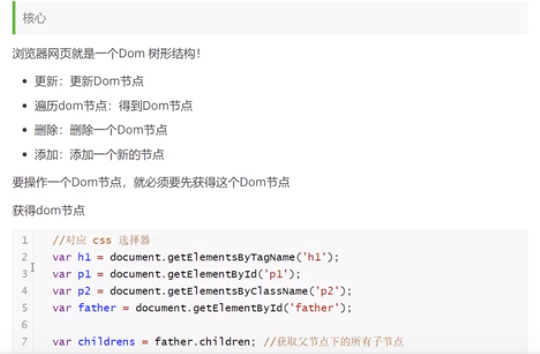 核心
浏览器网页就是一个Dom 树形结构！
• 更新：更新Dom节点
• 遍历dom节点：得到Dom节点
• 删除：删除一个Dom节点
• 添加：添加一个新的节点
要操作一个Dom节点，就必须要先获得这个Dom节点
获得dom节点
1 //对应 css 选择器
2 var h1 = document.getElementsByTagName('h1');
3 var p1 = document.getElementById('p1');
4 var p2 = document.getElementsByClassName('p2');
5 var father = document.getElementById('father');
6
7 var childrens = father.children; //获取父节点下的所有子节点